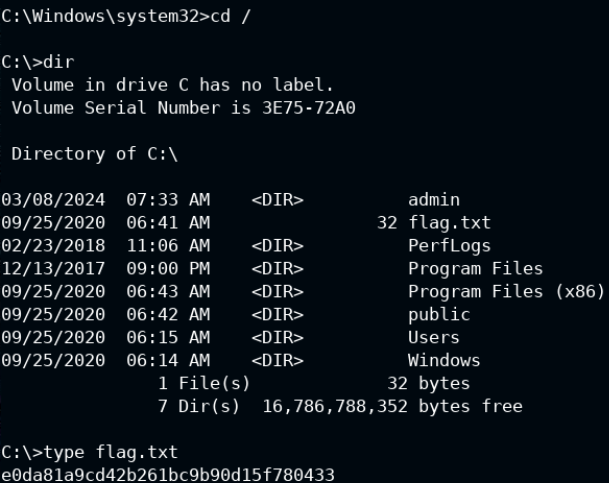 C:\Windows\system32>cd /
C:\>dir
 Volume in drive C has no label.
 Volume Serial Number is 3E75-72A0
 Directory of C:\
03/08/2024  07:33 AM    <DIR>          admin
09/25/2020  06:41 AM                32 flag.txt
02/23/2018  11:06 AM    <DIR>          PerfLogs
12/13/2017  09:00 PM    <DIR>          Program Files
09/25/2020  06:43 AM    <DIR>          Program Files (x86)
09/25/2020  06:42 AM    <DIR>          public
09/25/2020  06:15 AM    <DIR>          Users
09/25/2020  06:14 AM    <DIR>          Windows
               1 File(s)             32 bytes
               7 Dir(s)  16,786,788,352 bytes free
C:\>type flag.txt
e0da81a9cd42b261bc9b90d15f780433